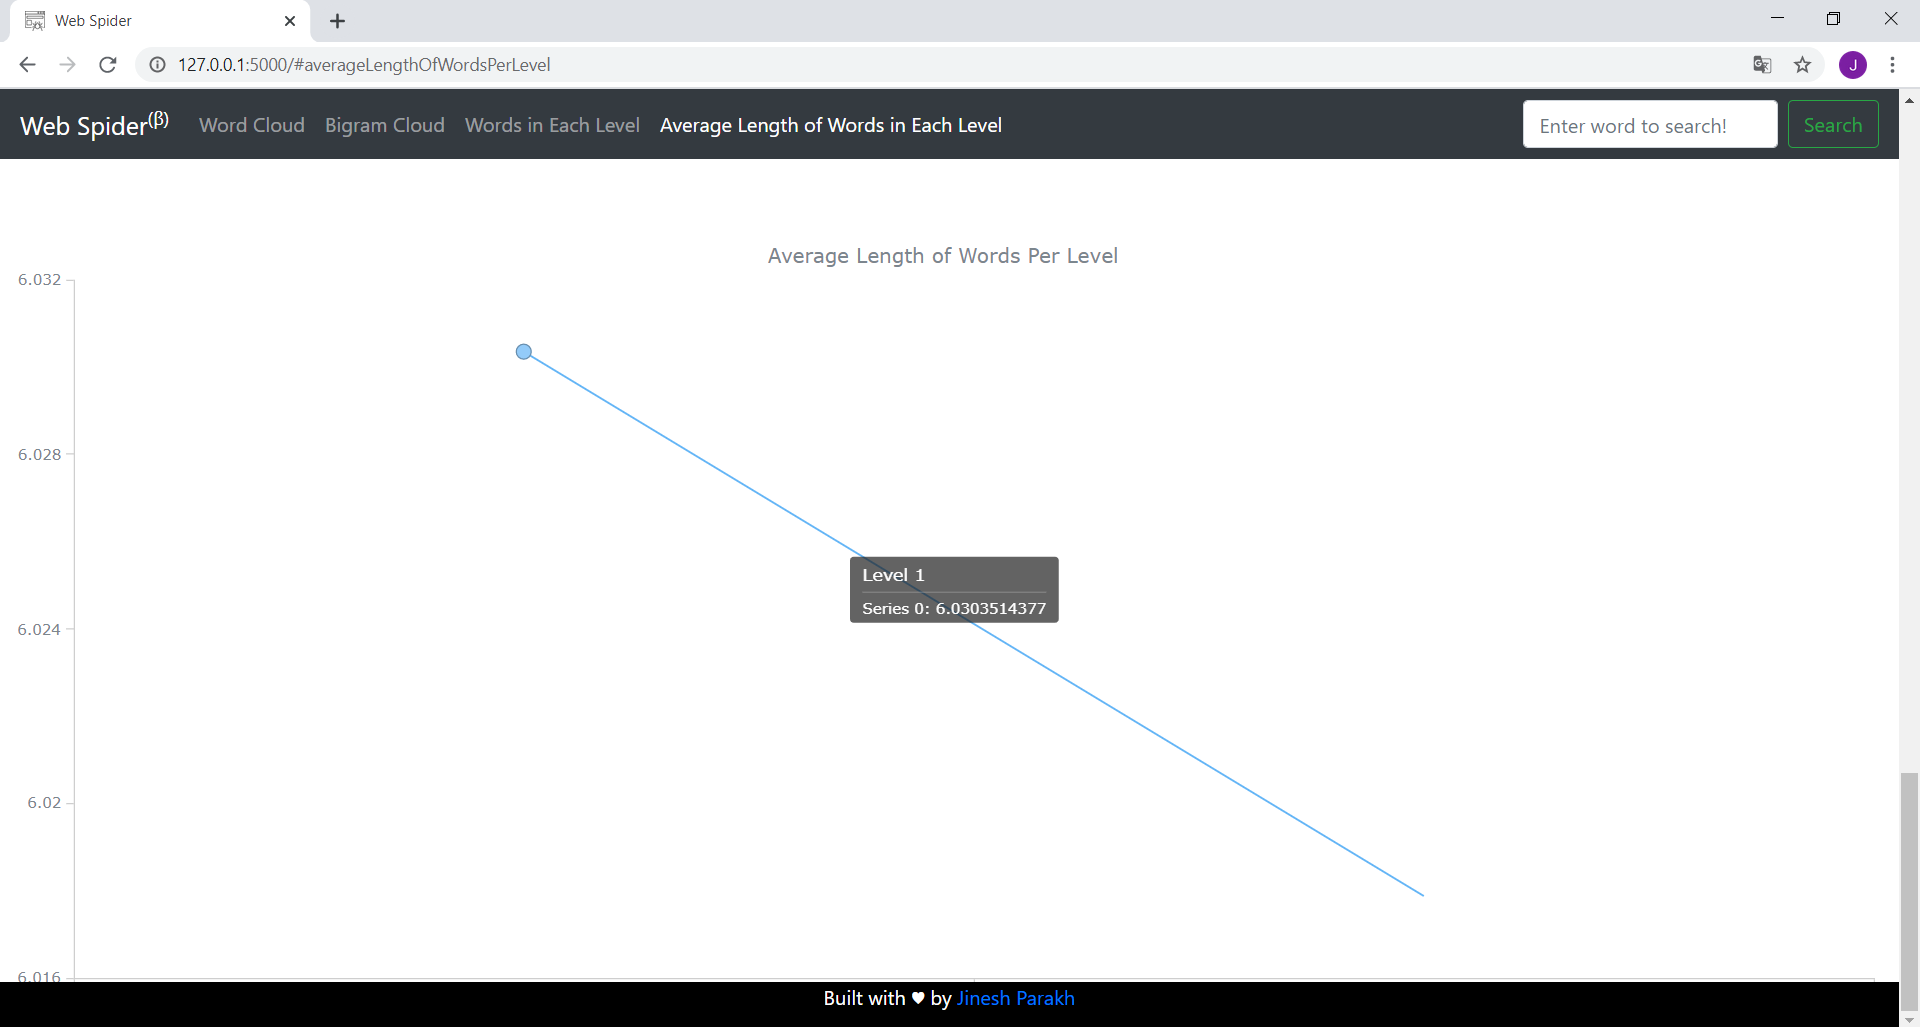 Web Spider
127.0.0.1:5000/#averageLengthOfWordsPerLevel
J
Web Spider(β) Word Cloud Bigram Cloud Words in Each Level Average Length of Words in Each Level Enter word to search! Search
Average Length of Words Per Level
6.032
6.028
Level 1
Series 0: 6.0303514377
6.024
6.02
6.016
Built with ♥ by Jinesh Parakh